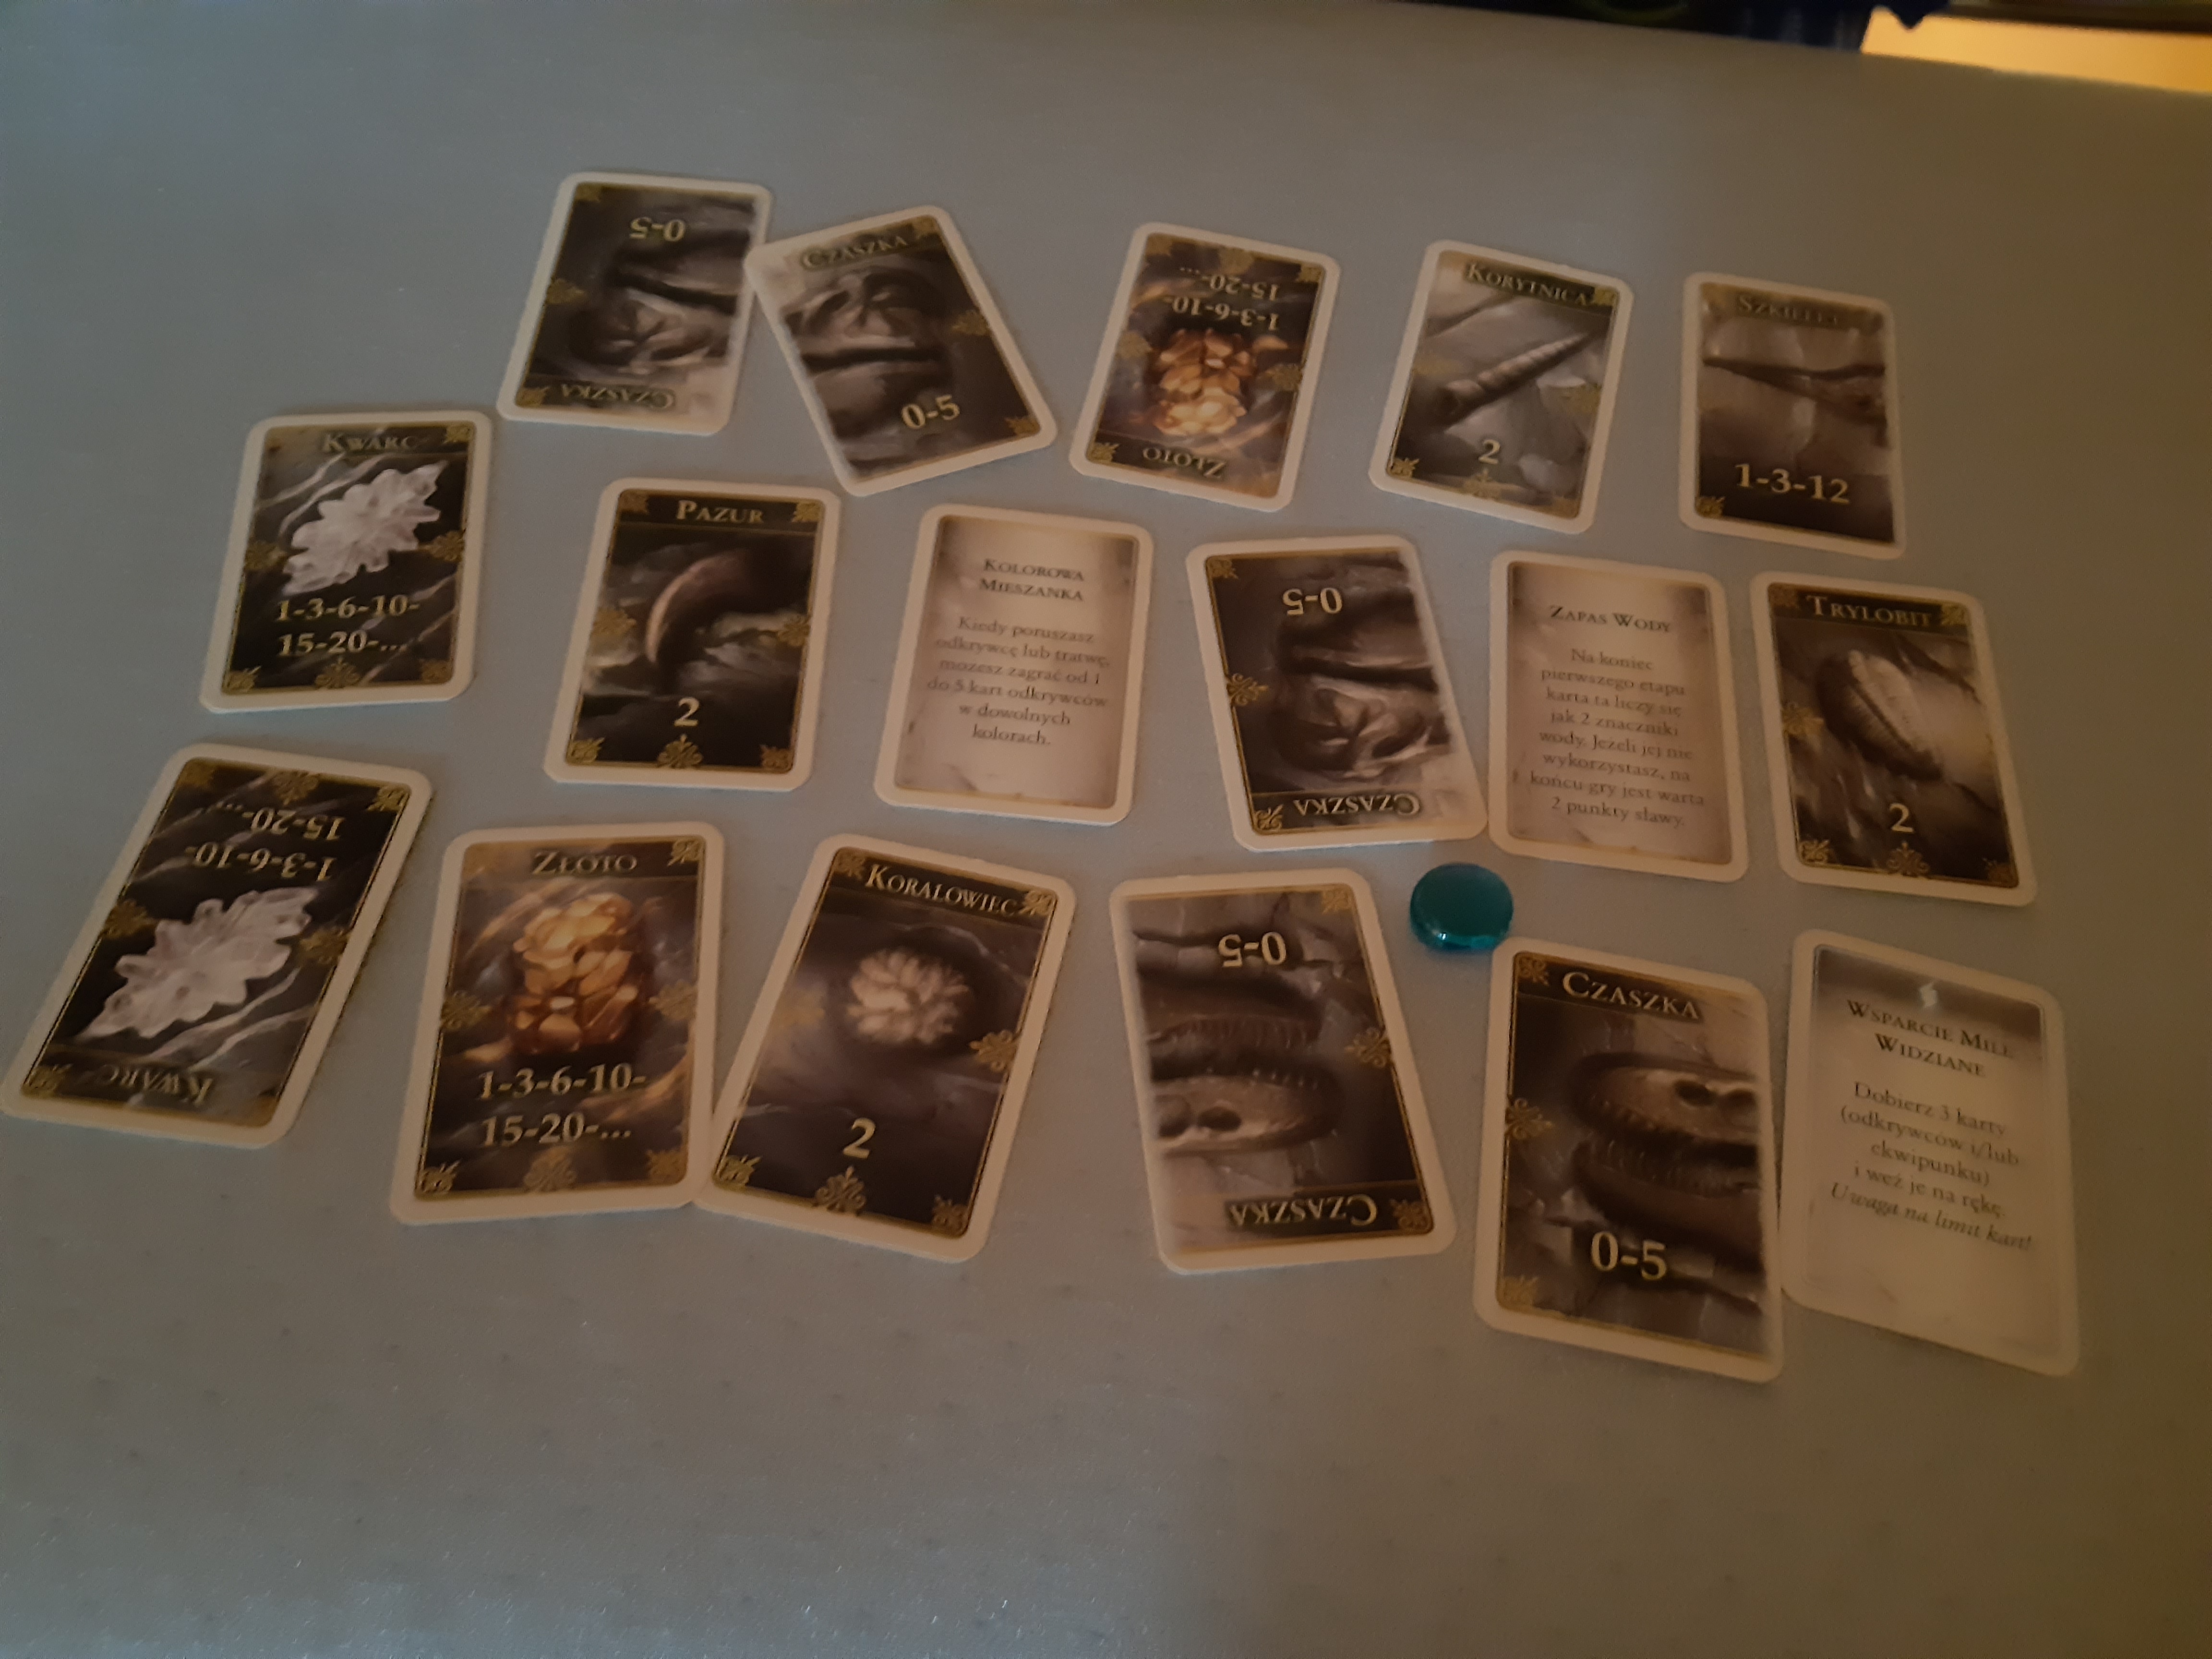 0-5
CZASZKA
CZASZKA
0-5
15-20-...
1-3-6-10-
ZŁOTO
KORYTNICA
2
SZKIELET
1-3-12
KWARC
1-3-6-10-
15-20-...
PAZUR
2
KOLOROWA
MIESZANKA
Kiedy poruszasz
odkrywcę lub tratwę,
możesz zagrać od 1
do 5 kart odkrywców
w dowolnych
kolorach.
0-5
CZASZKA
ZAPAS WODY
Na koniec
pierwszego etapu
karta ta liczy się
jak 2 znaczniki
wody. Jeżeli jej nie
wykorzystasz, na
końcu gry jest warta
2 punkty sławy.
TRYLOBIT
2
1-3-6-10-
15-20-...
KWARC
ZŁOTO
1-3-6-10-
15-20-...
KORALOWIEC
2
0-5
CZASZKA
CZASZKA
0-5
WSPARCIE MILE
WIDZIANE
Dobierz 3 karty
(odkrywców i/lub
ekwipunku)
i weź je na rękę.
Uwaga na limit kart!